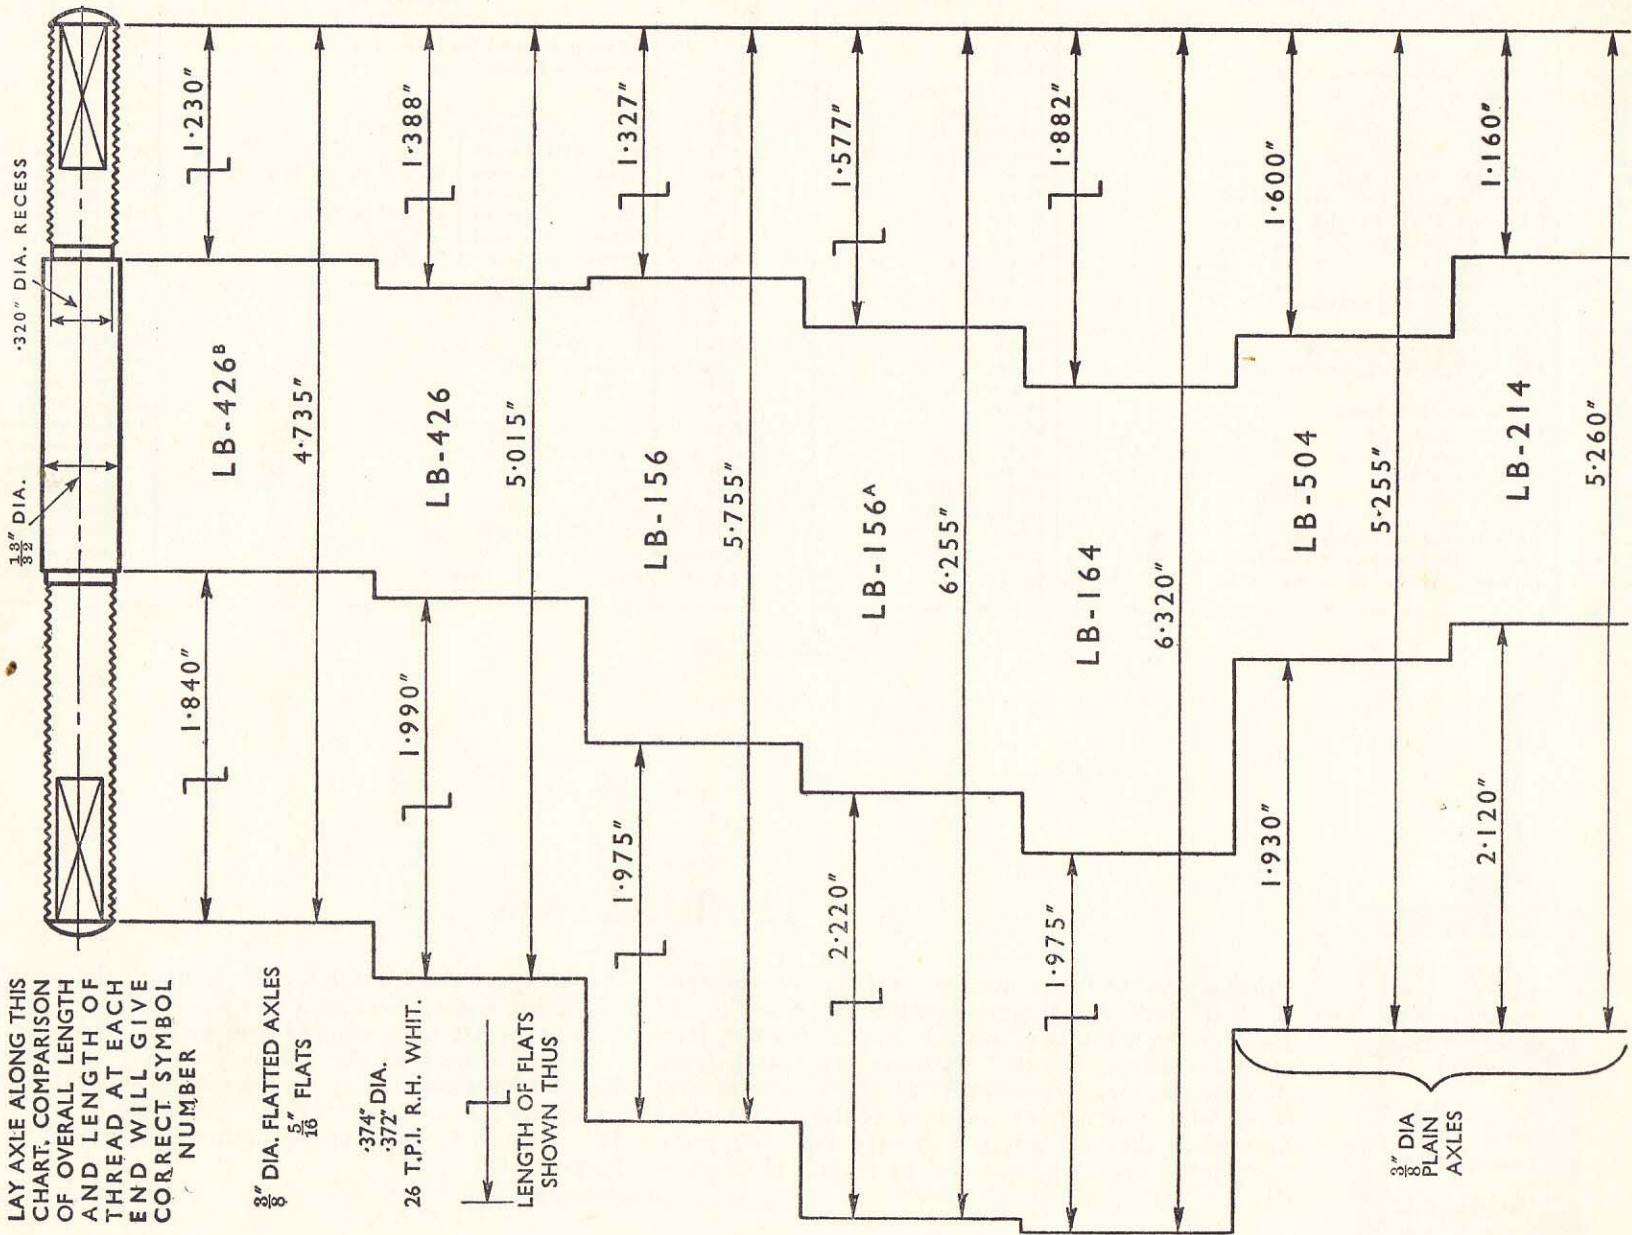 LAY AXLE ALONG THIS
CHART. COMPARISON
OF OVERALL LENGTH
AND LENGTH OF
THREAD AT EACH
END WILL GIVE
CORRECT SYMBOL
NUMBER
3/8" DIA. FLATTED AXLES
5/16" FLATS
·374" DIA.
·372"
26 T.P.I. R.H. WHIT.
LENGTH OF FLATS
SHOWN THUS
13/32" DIA.
·320" DIA. RECESS
1·840"
LB-426B
1·230"
4·735"
1·990"
LB-426
1·388"
5·015"
1·975"
LB-156
1·327"
5·755"
2·220"
LB-156A
1·577"
6·255"
1·975"
LB-164
1·882"
6·320"
1·930"
LB-504
1·600"
5·255"
2·120"
LB-214
1·160"
5·260"
3/8" DIA
PLAIN
AXLES